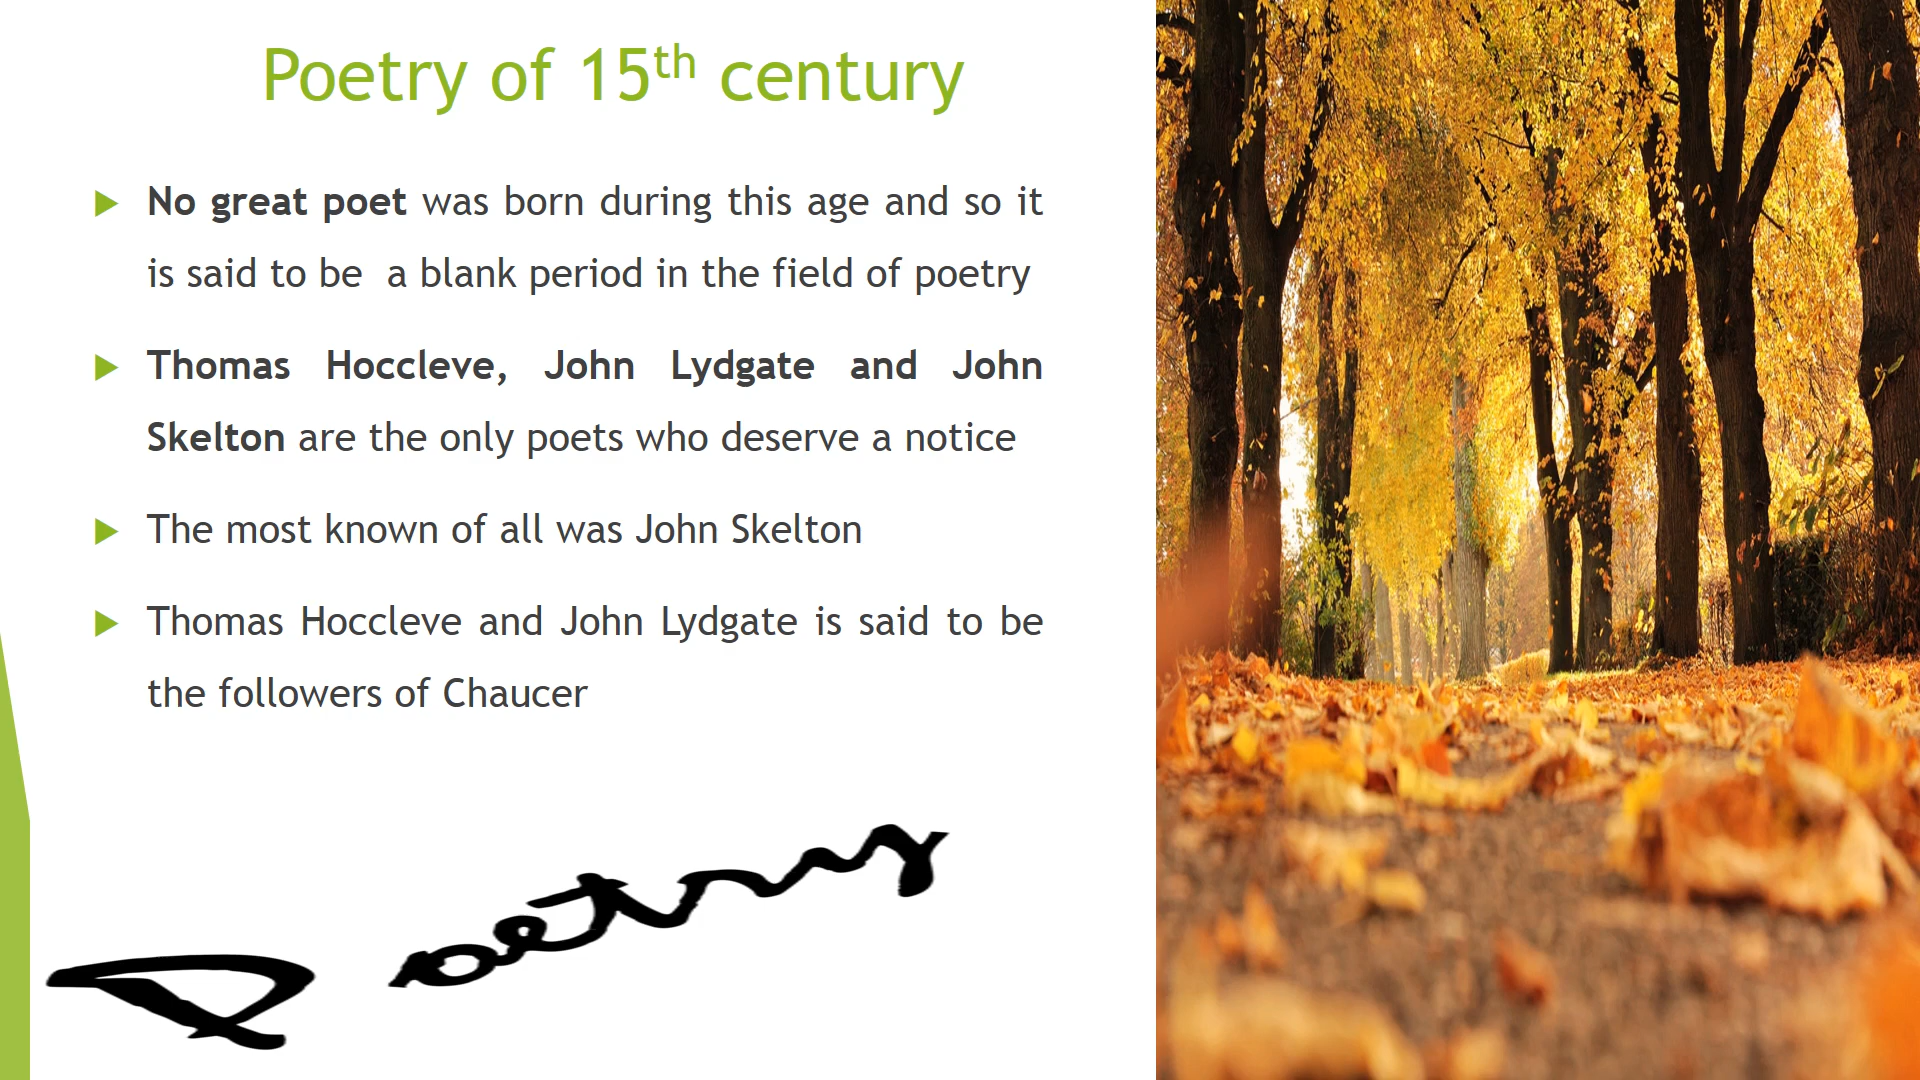 Poetry of 15th century
No great poet was born during this age and so it
is said to be a blank period in the field of poetry
Thomas Hoccleve, John Lydgate and John
Skelton are the only poets who deserve a notice
The most known of all was John Skelton
Thomas Hoccleve and John Lydgate is said to be
the followers of Chaucer
Poetry